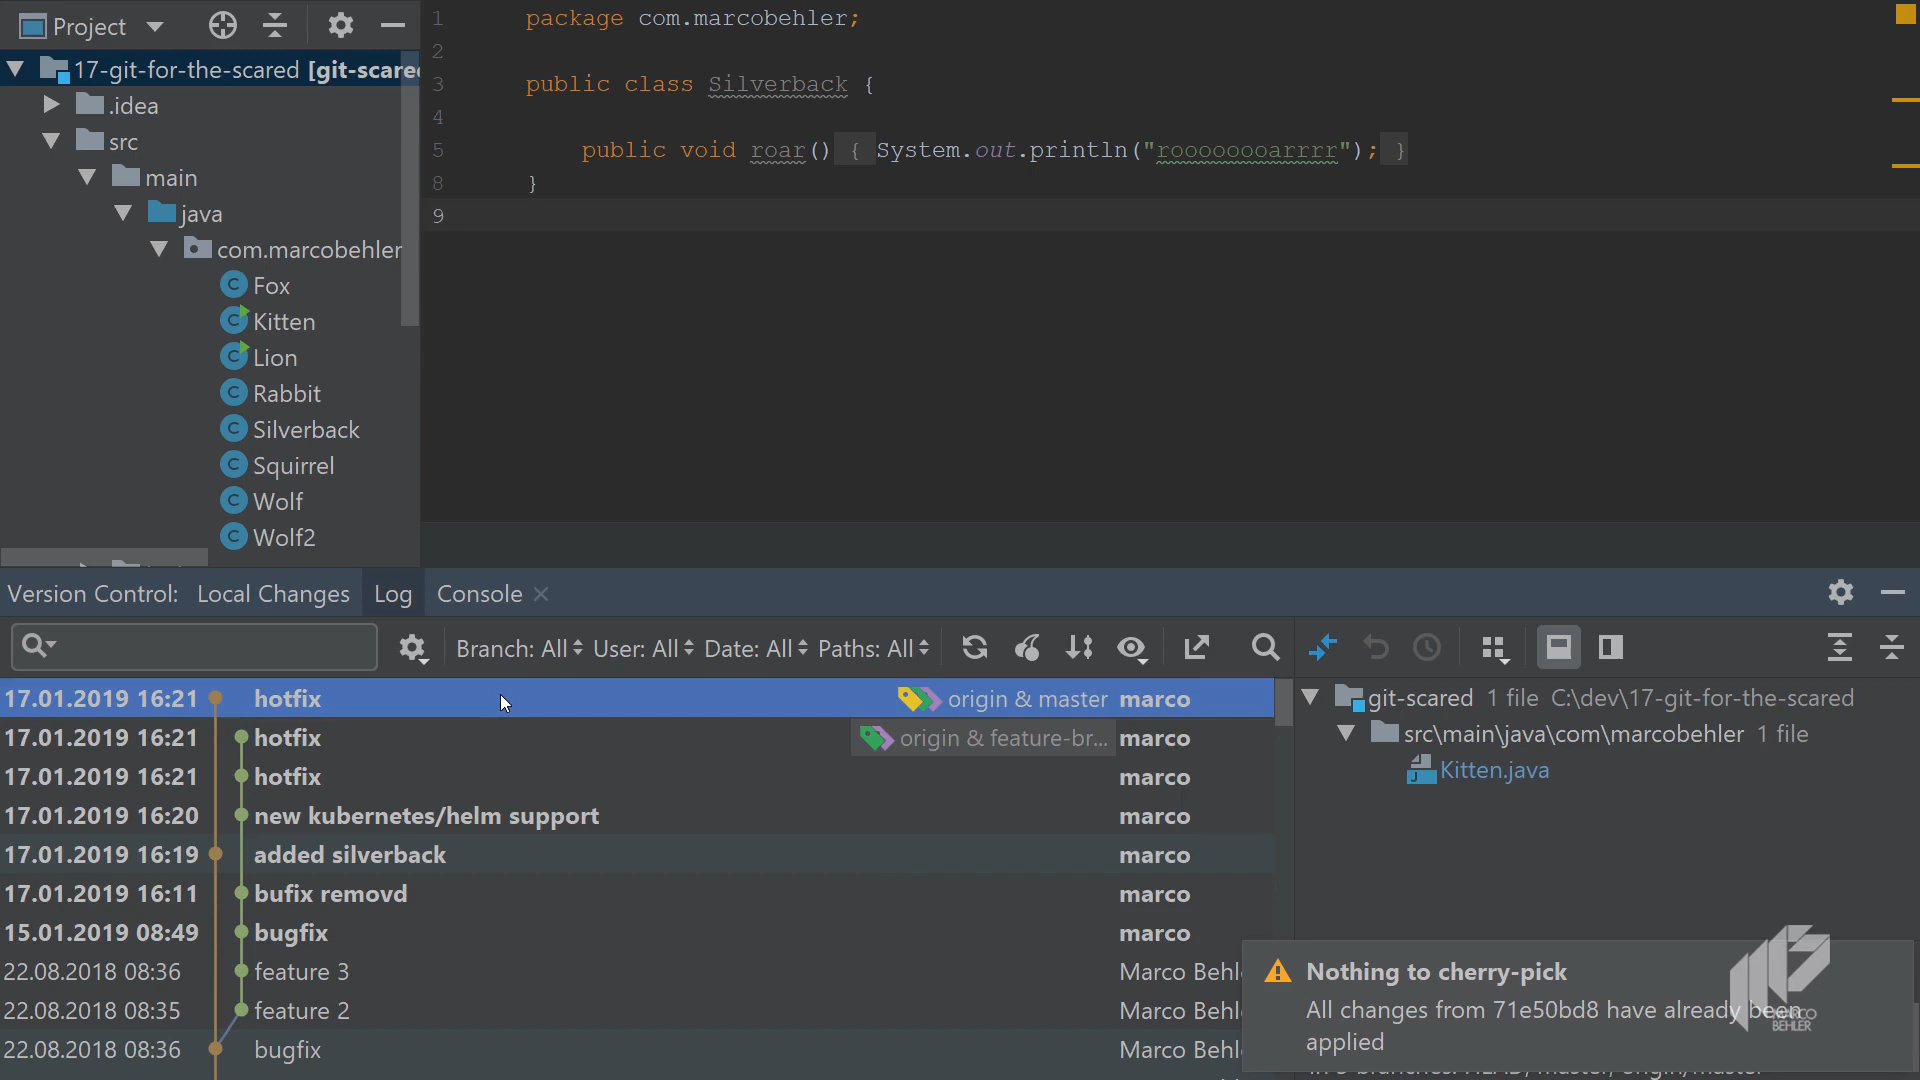 Project
17-git-for-the-scared [git-scared
.idea
src
main
java
com.marcobehler
Fox
Kitten
Lion
Rabbit
Silverback
Squirrel
Wolf
Wolf2
1 package com.marcobehler;
2
3 public class Silverback {
4
5 public void roar() { System.out.println("roooooooarrrr"); }
8 }
9
Version Control: Local Changes Log Console
Branch: All User: All Date: All Paths: All
17.01.2019 16:21 hotfix origin & master marco
17.01.2019 16:21 hotfix origin & feature-br... marco
17.01.2019 16:21 hotfix marco
17.01.2019 16:20 new kubernetes/helm support marco
17.01.2019 16:19 added silverback marco
17.01.2019 16:11 bufix removd marco
15.01.2019 08:49 bugfix marco
22.08.2018 08:36 feature 3 Marco Behl
22.08.2018 08:35 feature 2 Marco Behl
22.08.2018 08:36 bugfix Marco Behl
git-scared 1 file C:\dev\17-git-for-the-scared
src\main\java\com\marcobehler 1 file
Kitten.java
Nothing to cherry-pick
All changes from 71e50bd8 have already been
applied
MARCO
BEHLER